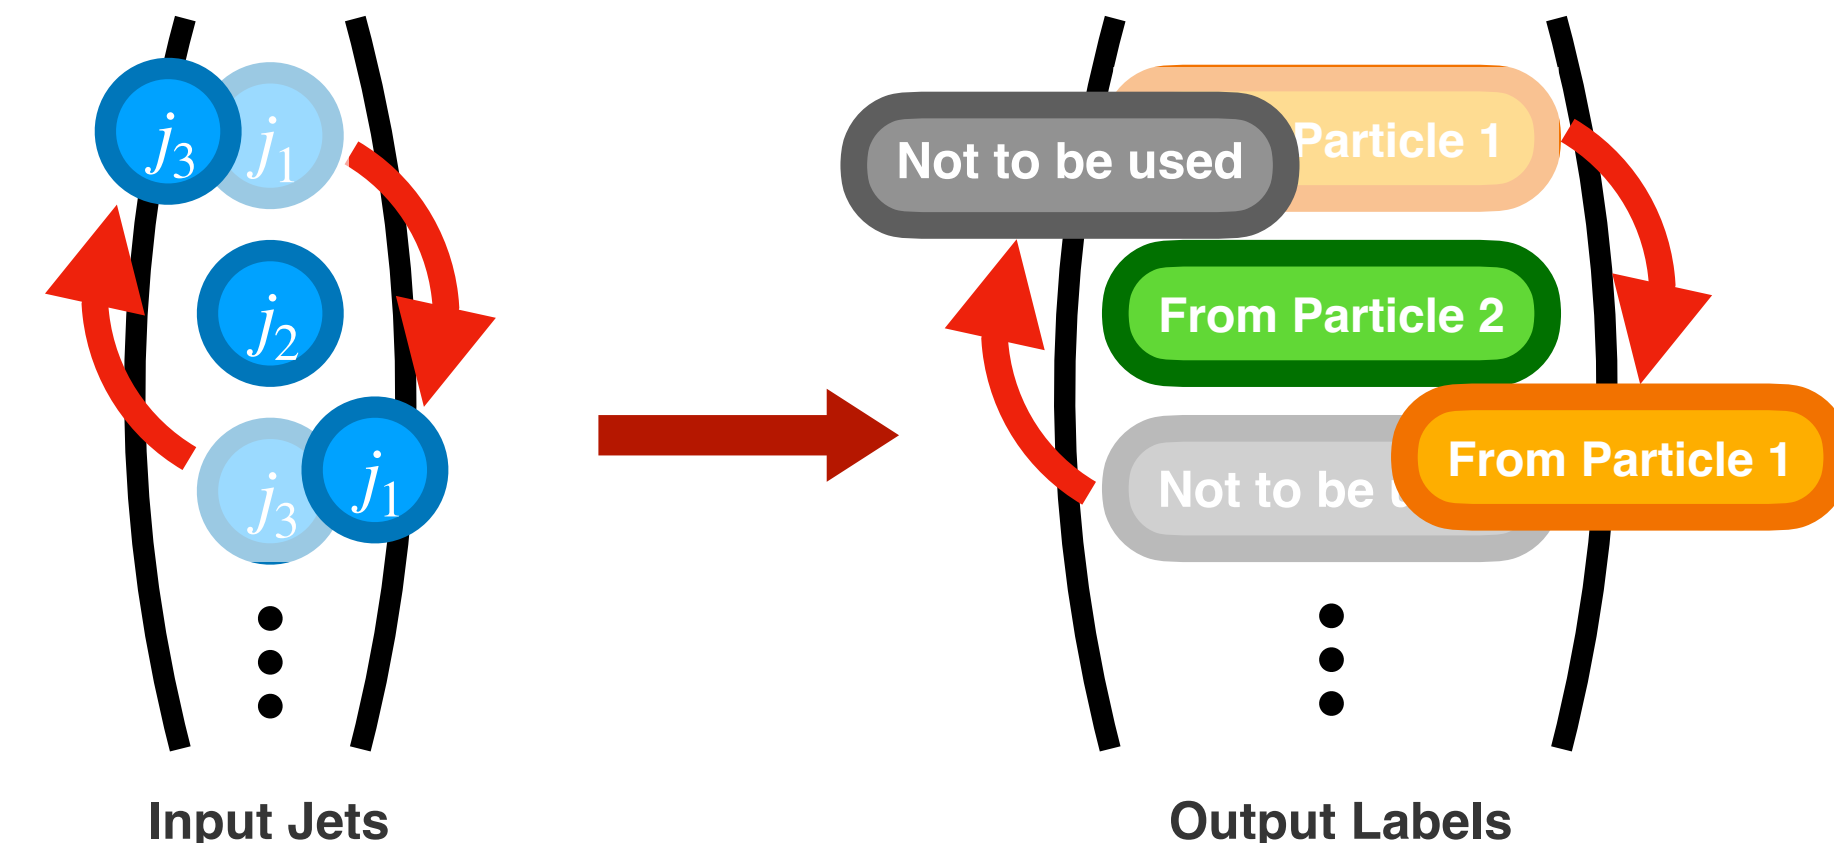 j3
j1
j2
j3
j1
Not to be used
Particle 1
From Particle 2
Not to be
From Particle 1
Input Jets
Output Labels